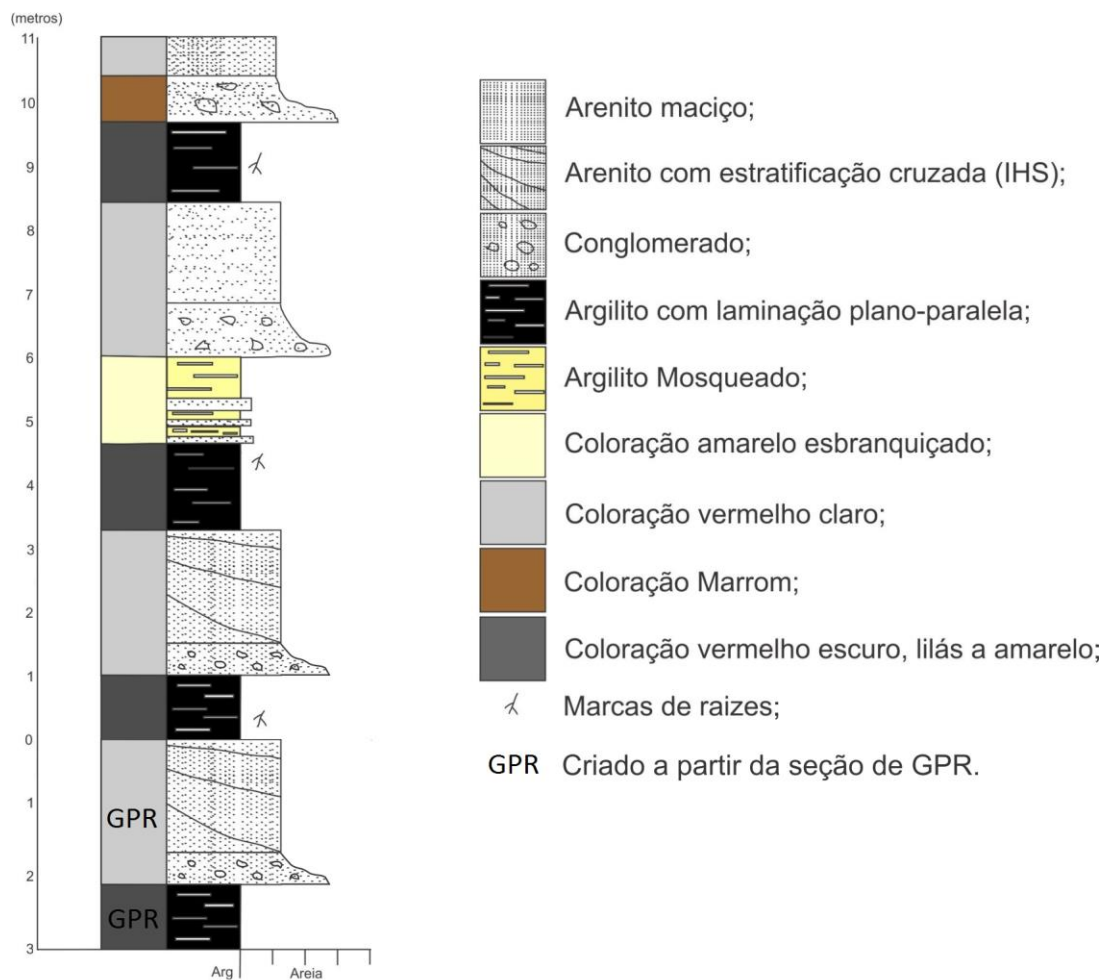 (metros)
11
10
9
8
7
6
5
4
3
2
1
0
1
2
3
GPR
GPR
Arg
Areia
Arenito maciço;
Arenito com estratificação cruzada (IHS);
Conglomerado;
Argilito com laminação plano-paralela;
Argilito Mosqueado;
Coloração amarelo esbranquiçado;
Coloração vermelho claro;
Coloração Marrom;
Coloração vermelho escuro, lilás a amarelo;
Marcas de raizes;
GPR Criado a partir da seção de GPR.